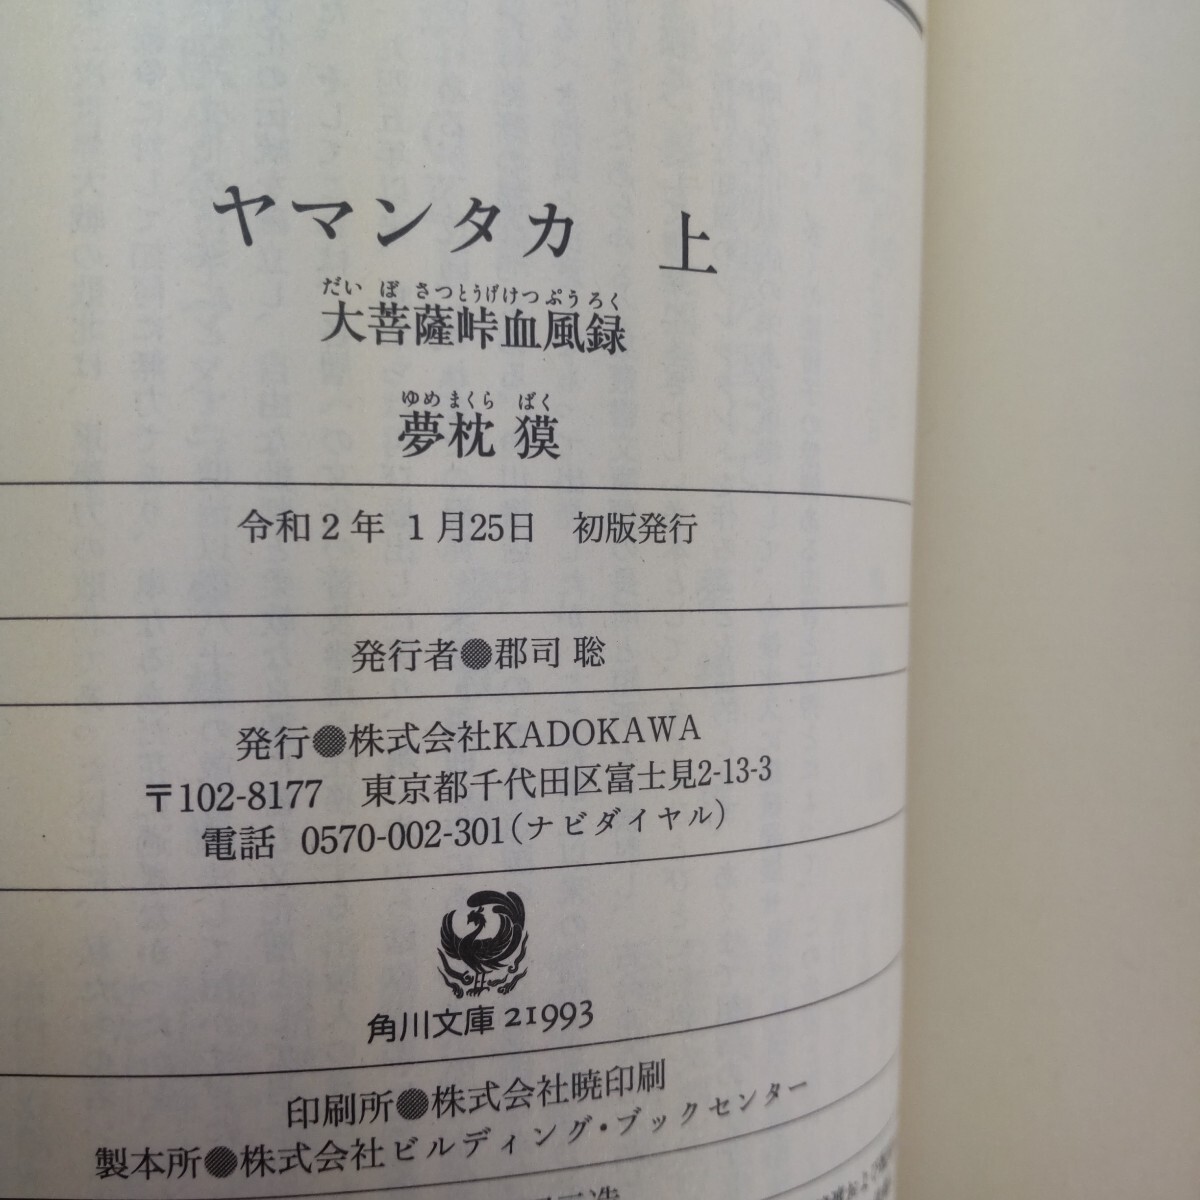 ヤマンタカ 上
だいぼさつとうげけつぷうろく
大菩薩峠血風録
ゆめまくら ばく
夢枕 獏
令和2年 1月25日 初版発行
発行者●郡司 聡
発行●株式会社KADOKAWA
〒102-8177 東京都千代田区富士見2-13-3
電話 0570-002-301(ナビダイヤル)
角川文庫 21993
印刷所●株式会社暁印刷
製本所●株式会社ビルディング・ブックセンター